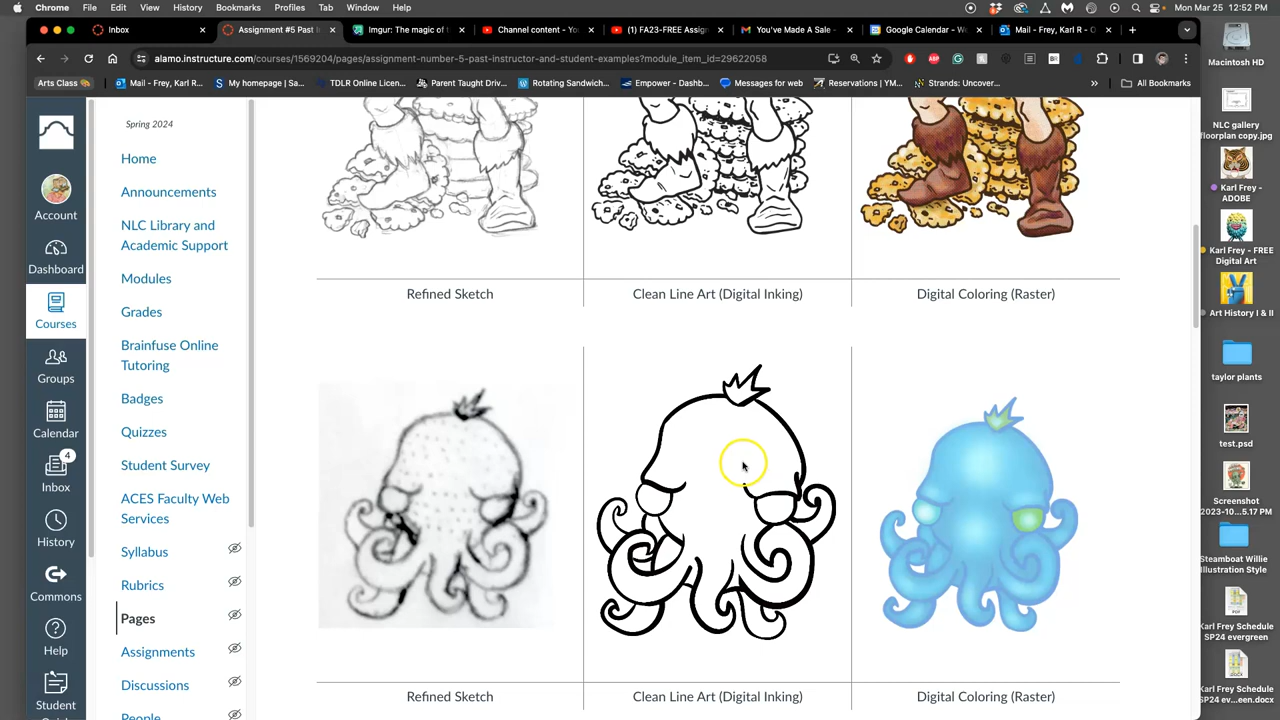 Chrome File Edit View History Bookmarks Profiles Tab Window Help
Mon Jan 29 12:52 PM
Inbox
Assignment #5 Past I
Imgur: The magic of t
Channel content - Yo
(1) FA23-FREE Assig
You've Made A Sale -
Google Calendar - We
Mail - Frey, Karl R - O
alamo.instructure.com/courses/1569204/pages/assignment-number-5-past-instructor-and-student-examples?module_item_id=29622058
Arts Class
Mail - Frey, Karl R...
My homepage | Sa...
TDLR Online Licen...
Parent Taught Driv...
Rotating Sandwich...
Empower - Dashb...
Messages for web
Reservations | YM...
Strands: Uncover...
»
All Bookmarks
Account
Dashboard
Courses
Groups
Calendar
4
Inbox
History
Commons
Help
Student
Spring 2024
Home
Announcements
NLC Library and
Academic Support
Modules
Grades
Brainfuse Online
Tutoring
Badges
Quizzes
Student Survey
ACES Faculty Web
Services
Syllabus
Rubrics
Pages
Assignments
Discussions
People
Refined Sketch
Clean Line Art (Digital Inking)
Digital Coloring (Raster)
Refined Sketch
Clean Line Art (Digital Inking)
Digital Coloring (Raster)
Macintosh HD
NLC gallery
floorplan copy.jpg
Karl Frey -
ADOBE
Karl Frey - FREE
Digital Art
Art History I & II
taylor plants
test.psd
Screenshot
2023-10...5.17 PM
Steamboat Willie
Illustration Style
Karl Frey Schedule
SP24 evergreen
Karl Frey Schedule
SP24 ev...een.docx